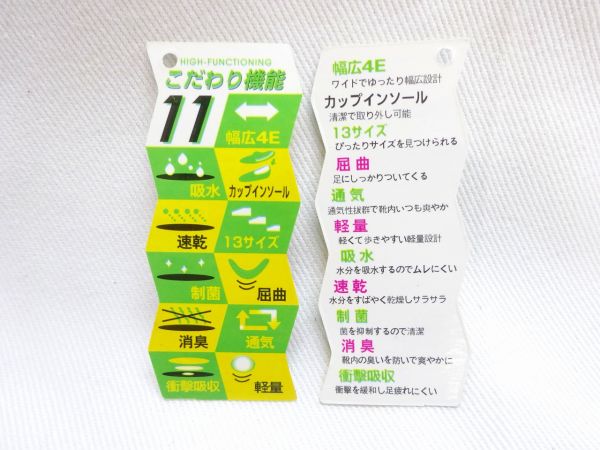 HIGH-FUNCTIONING
こだわり機能
11
幅広4E
吸水
カップインソール
速乾
13サイズ
制菌
屈曲
消臭
通気
衝撃吸収
軽量
幅広4E
ワイドでゆったり幅広設計
カップインソール
清潔で取り外し可能
13サイズ
ぴったりサイズを見つけられる
屈曲
足にしっかりついてくる
通気
通気性抜群で靴内いつも爽やか
軽量
軽くて歩きやすい軽量設計
吸水
水分を吸水するのでムレにくい
速乾
水分をすばやく乾燥しサラサラ
制菌
菌を抑制するので清潔
消臭
靴内の臭いを防いで爽やかに
衝撃吸収
衝撃を緩和し足疲れにくい